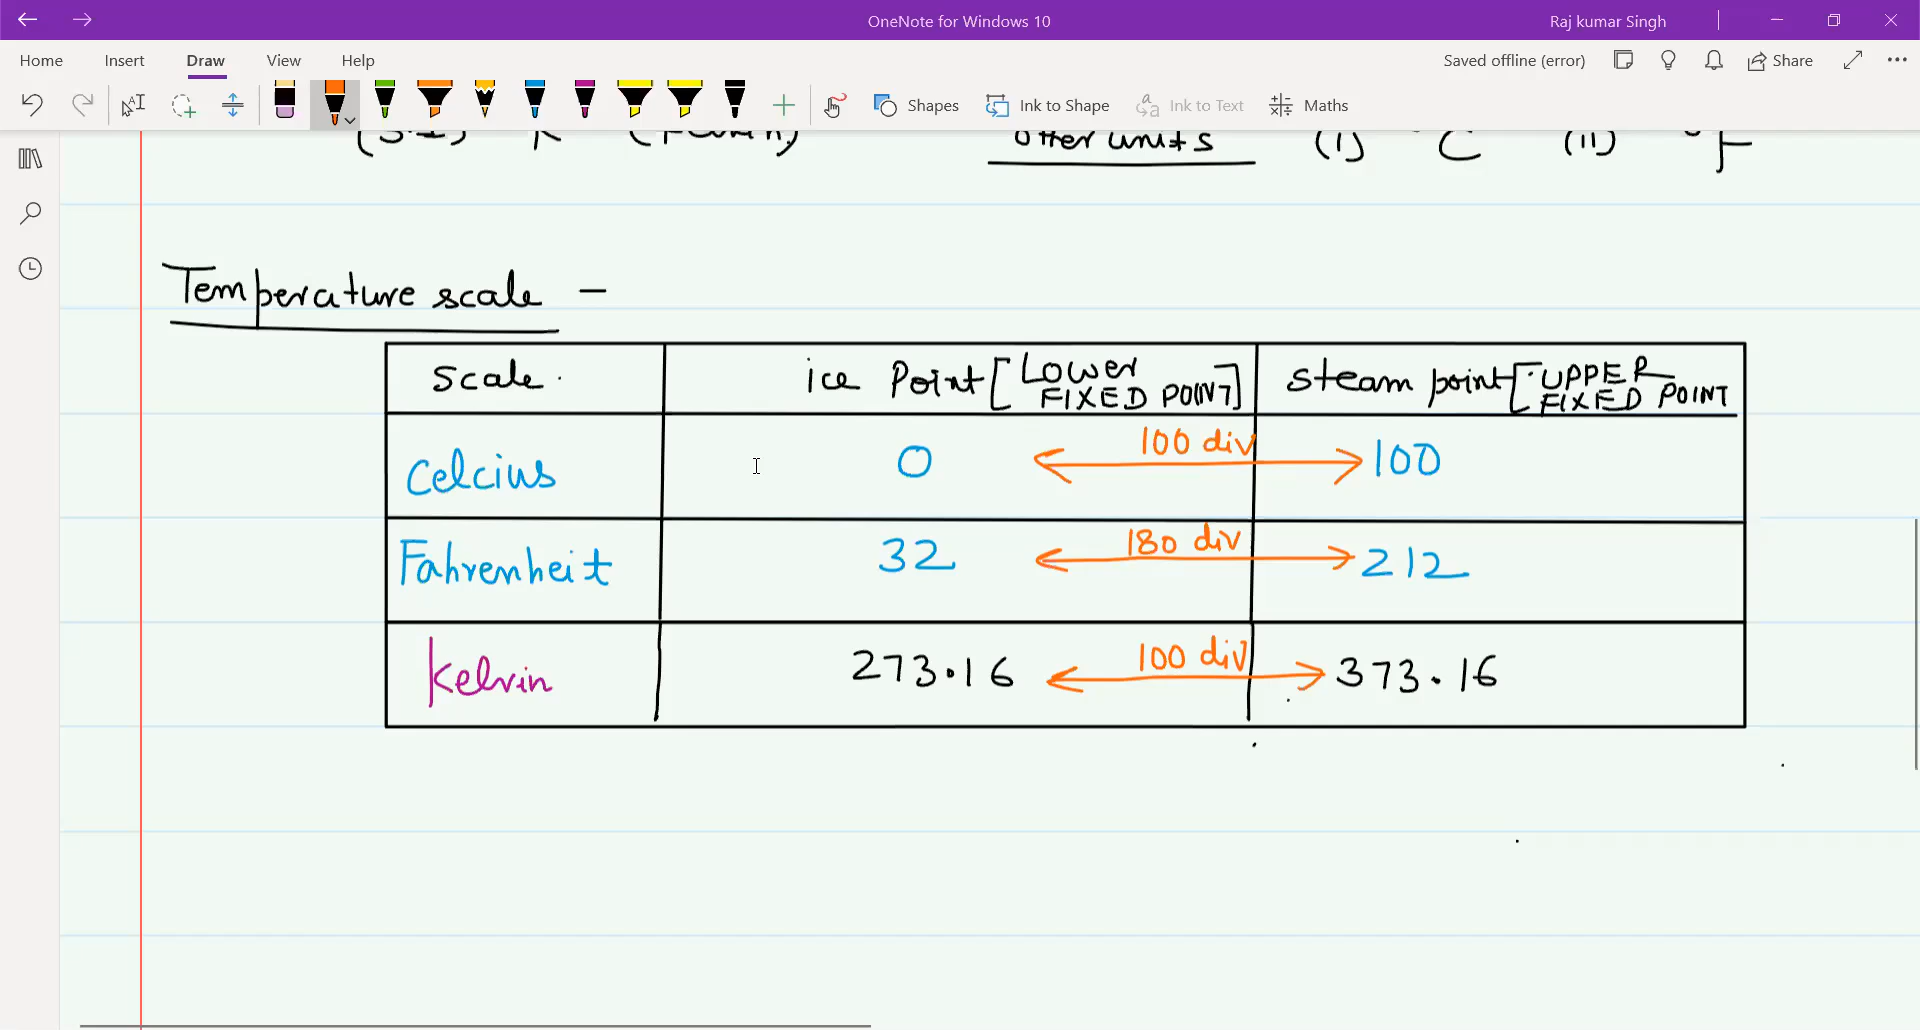 OneNote for Windows 10
Raj kumar Singh
Home Insert Draw View Help
Saved offline (error) Share
Shapes Ink to Shape Ink to Text Maths
(S.I) K (Kelvin) other units (i) °C (ii) °F
Temperature scale –
scale. ice Point [LOWER FIXED POINT] steam point [UPPER FIXED POINT
Celcius 0 100 div 100
Fahrenheit 32 180 div 212
Kelvin 273.16 100 div 373.16